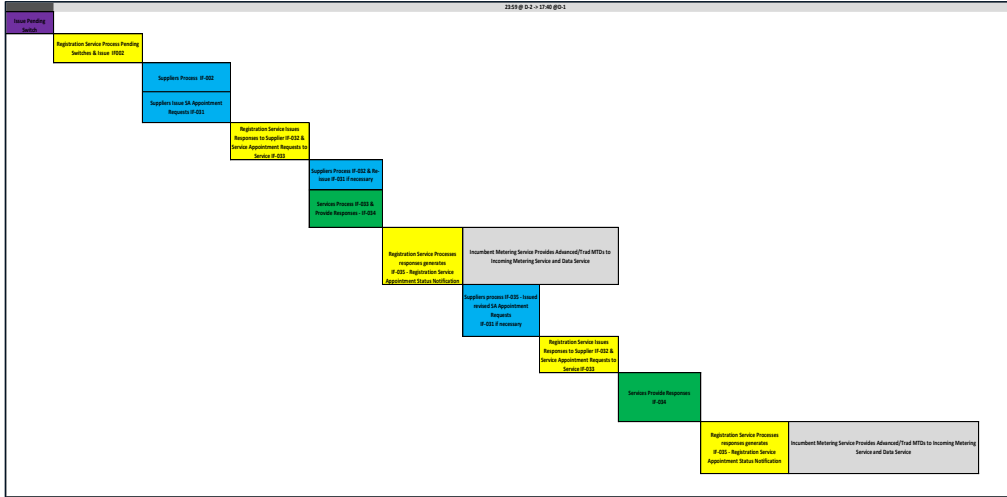 23:59 @ D-2 -> 17:40 @D-1
Issue Pending
Switch
Registration Service Process Pending
Switches & Issue IF002
Suppliers Process IF-002
Suppliers Issue SA Appointment
Requests IF-031
Registration Service Issues
Responses to Supplier IF-032 &
Service Appointment Requests to
Service IF-033
Suppliers Process IF-032 & Re-
issue IF-031 if necessary
Services Process IF-033 &
Provide Responses - IF-034
Registration Service Processes
responses generates
IF-035 - Registration Service
Appointment Status Notification
Incumbent Metering Service Provides Advanced/Trad MTDs to
Incoming Metering Service and Data Service
Suppliers process IF-035 - Issued
revised SA Appointment
Requests
IF-031 if necessary
Registration Service Issues
Responses to Supplier IF-032 &
Service Appointment Requests to
Service IF-033
Services Provide Responses
IF-034
Registration Service Processes
responses generates
IF-035 - Registration Service
Appointment Status Notification
Incumbent Metering Service Provides Advanced/Trad MTDs to Incoming Metering
Service and Data Service